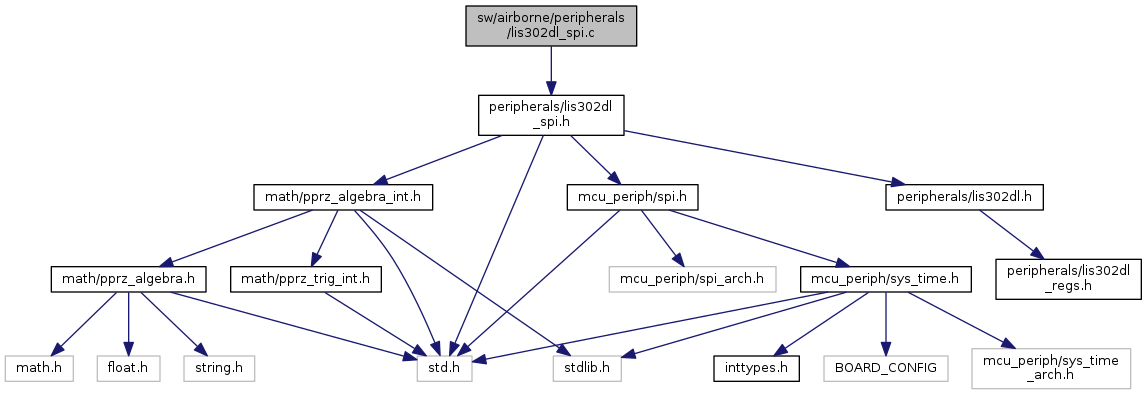 sw/airborne/peripherals
/lis302dl_spi.c
peripherals/lis302dl
_spi.h
math/pprz_algebra_int.h
mcu_periph/spi.h
peripherals/lis302dl.h
math/pprz_algebra.h
math/pprz_trig_int.h
mcu_periph/spi_arch.h
mcu_periph/sys_time.h
peripherals/lis302dl
_regs.h
math.h
float.h
string.h
std.h
stdlib.h
inttypes.h
BOARD_CONFIG
mcu_periph/sys_time
_arch.h